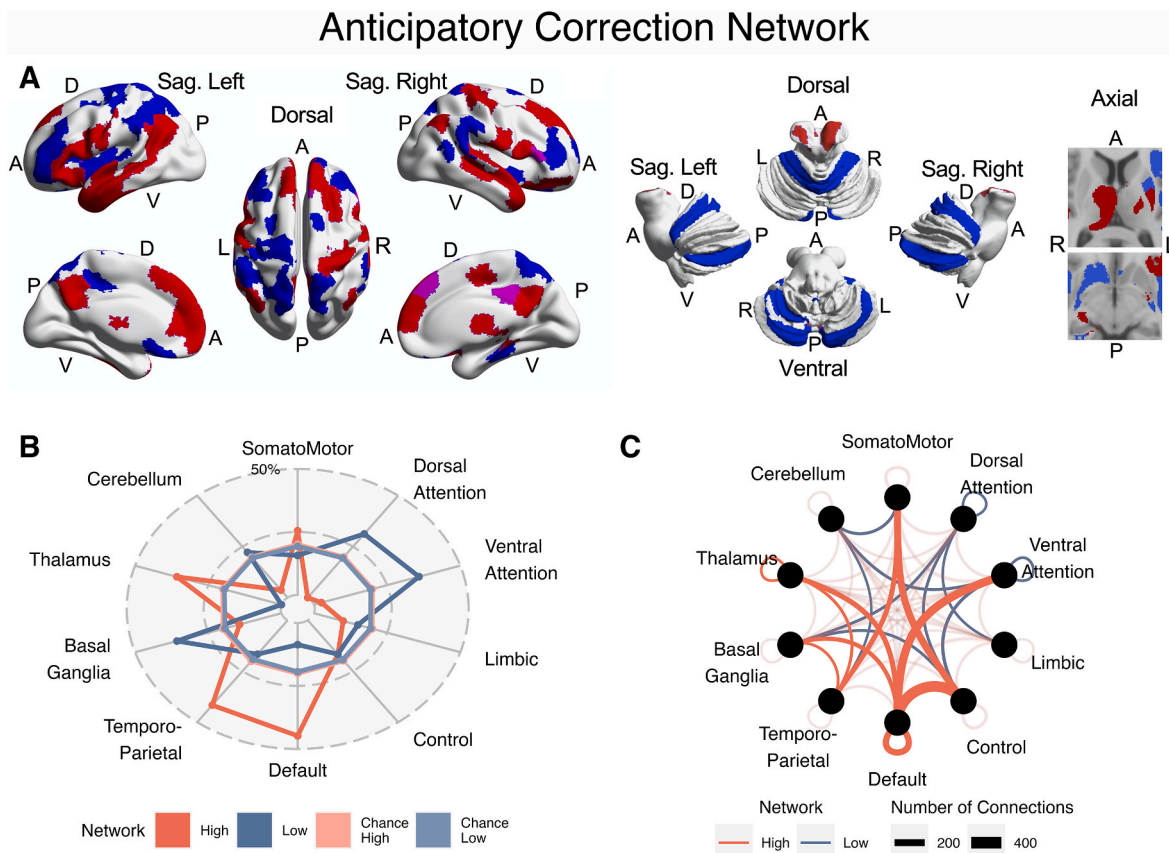 Anticipatory Correction Network
A
D
Sag. Left
P
A
V
Dorsal
A
L
R
P
Sag. Right
D
P
A
V
D
P
A
V
D
P
A
V
Dorsal
A
L
R
P
Sag. Left
D
A
P
V
Sag. Right
D
P
A
V
A
R
L
P
Ventral
Axial
A
R
L
P
B
SomatoMotor
50%
Dorsal
Attention
Ventral
Attention
Limbic
Control
Default
Temporo-
Parietal
Basal
Ganglia
Thalamus
Cerebellum
Network
High
Low
Chance
High
Chance
Low
C
SomatoMotor
Dorsal
Attention
Ventral
Attention
Limbic
Control
Default
Temporo-
Parietal
Basal
Ganglia
Thalamus
Cerebellum
Network
High
Low
Number of Connections
200
400